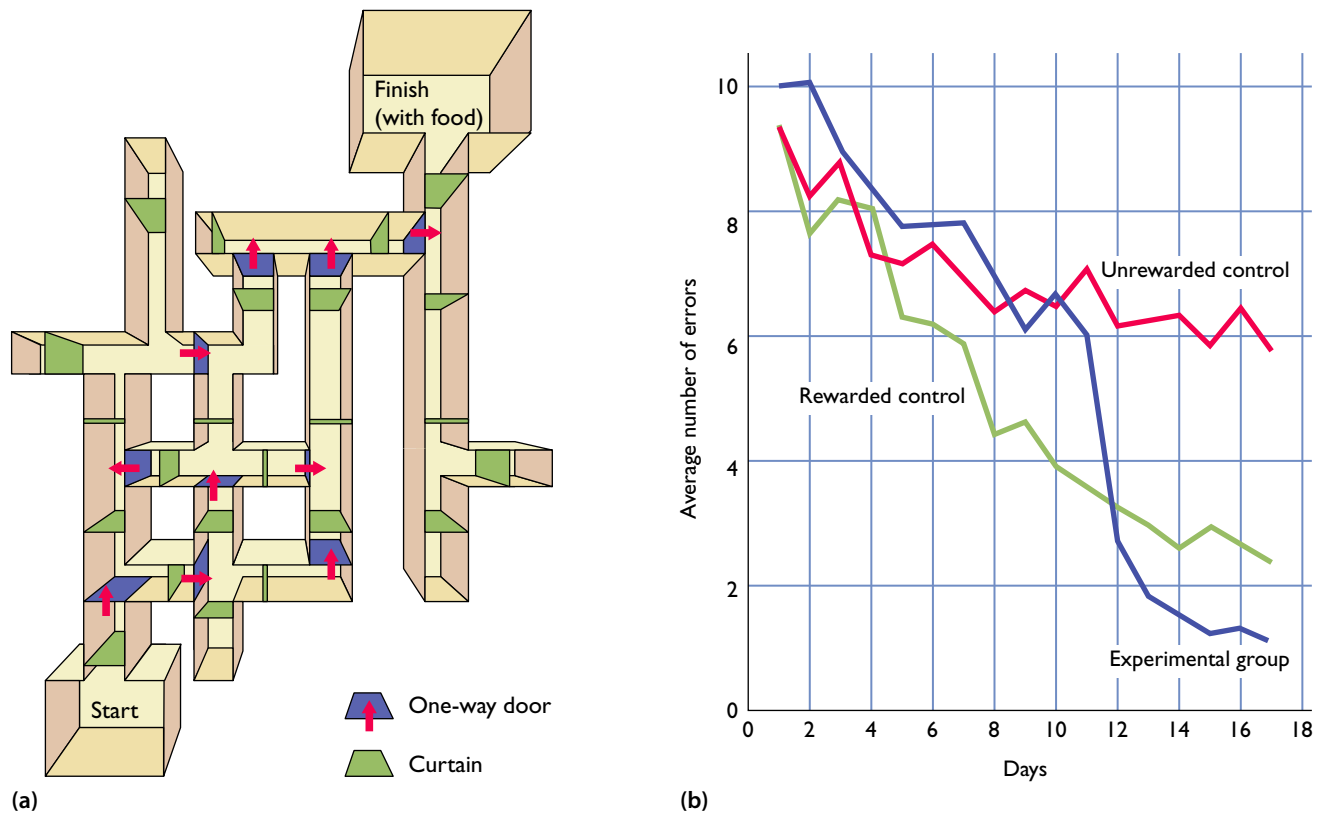 Finish
(with food)
Start
One-way door
Curtain
(a)
Average number of errors
10
8
6
4
2
0
Unrewarded control
Rewarded control
Experimental group
0 2 4 6 8 10 12 14 16 18
Days
(b)